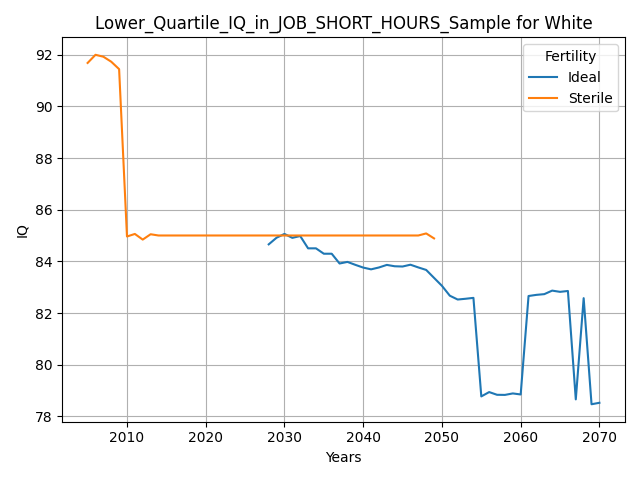 Lower_Quartile_IQ_in_JOB_SHORT_HOURS_Sample for White
Fertility
Ideal
Sterile
IQ
92
90
88
86
84
82
80
78
2010 2020 2030 2040 2050 2060 2070
Years